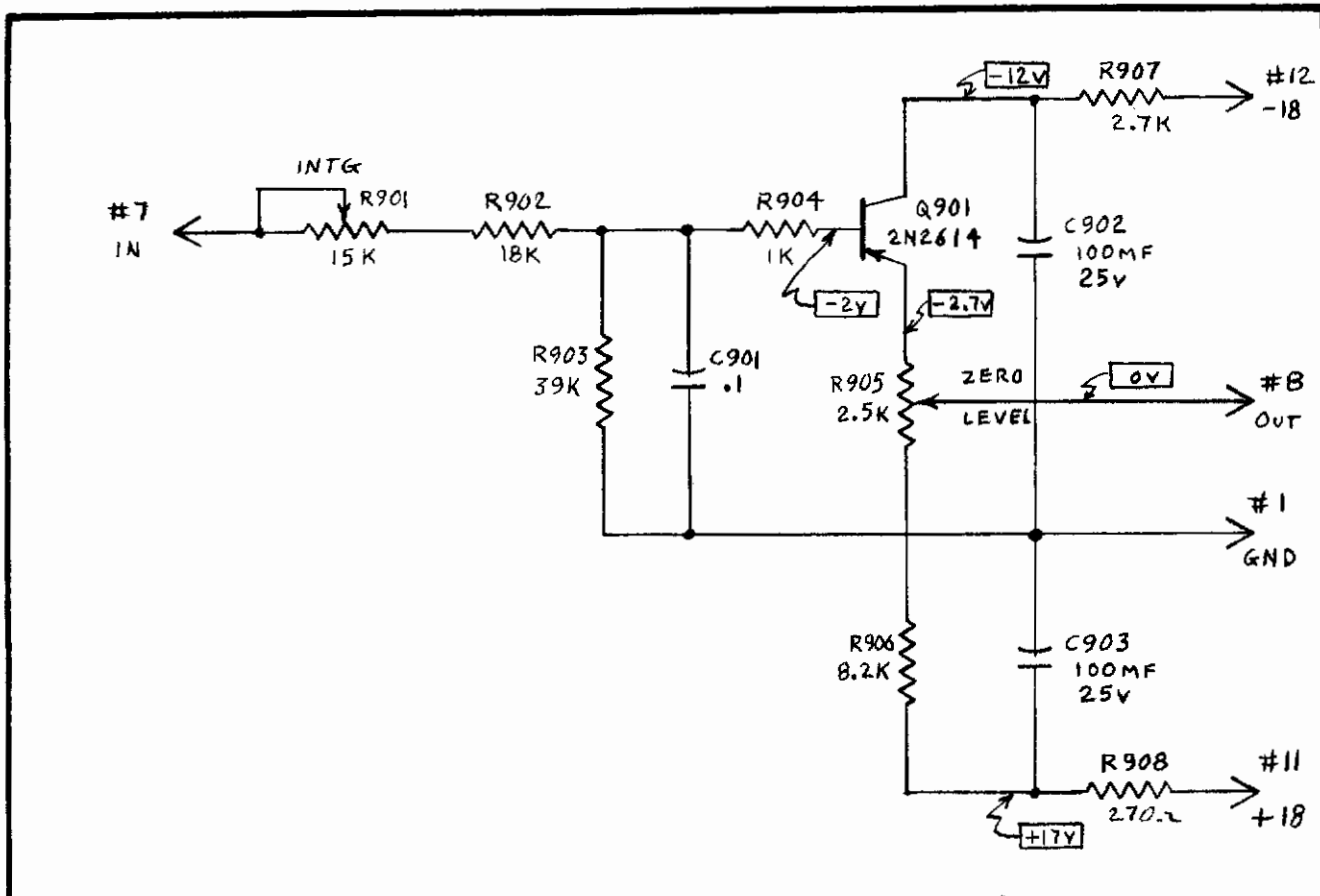 -12V
R907
2.7K
#12
-18
INTG
R901
15K
#7
IN
R902
18K
R904
1K
Q901
2N2614
C902
100MF
25V
-2V
-2.7V
R903
39K
C901
.1
R905
2.5K
ZERO
LEVEL
0V
#8
OUT
#1
GND
R906
8.2K
C903
100MF
25V
R908
270Ω
#11
+18
+17V